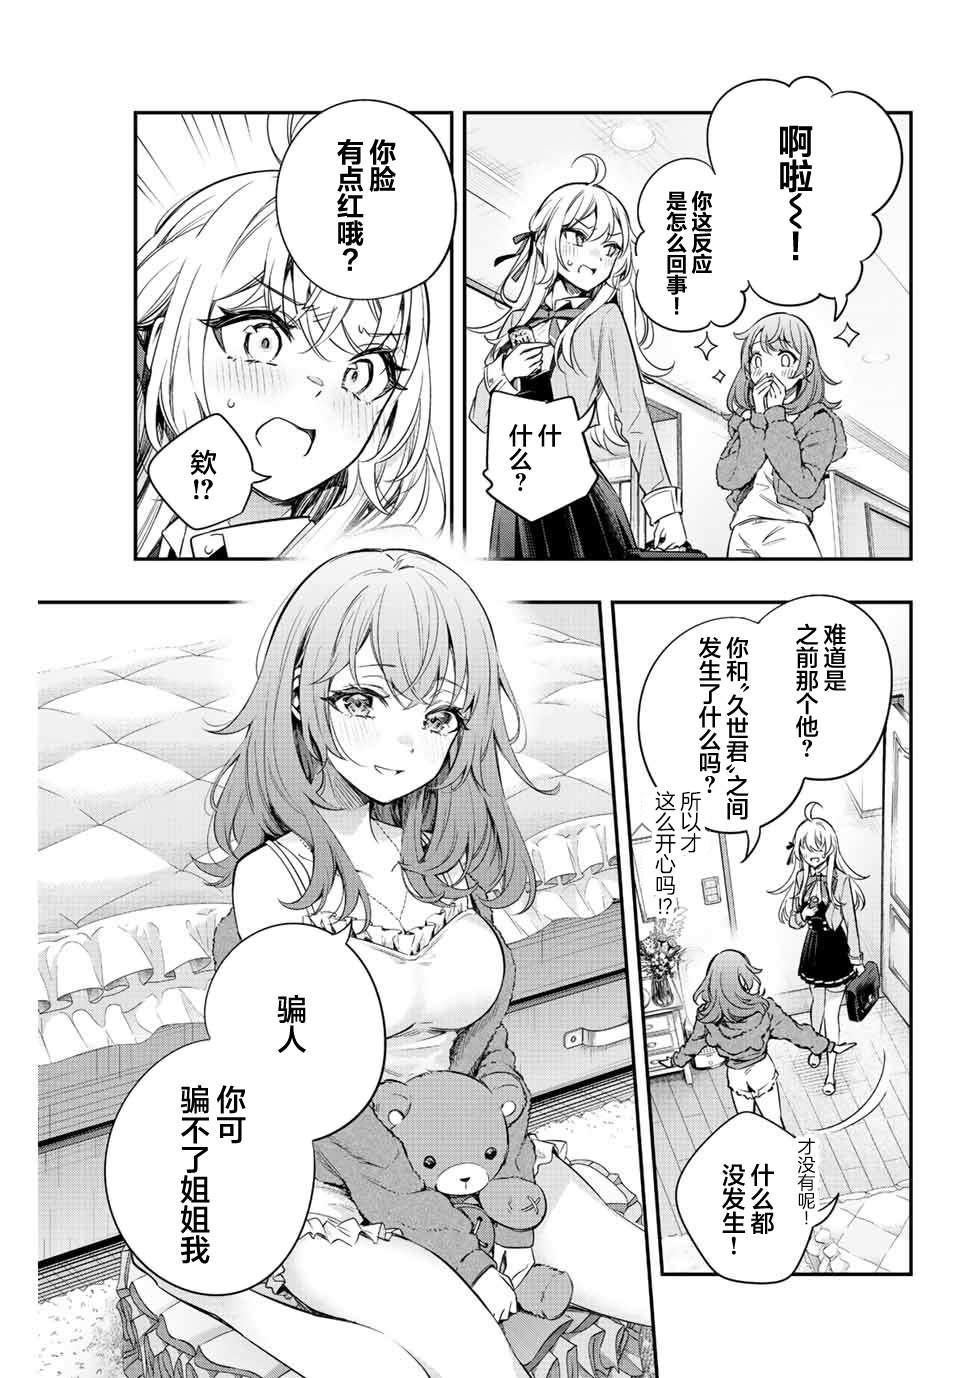 啊
啦
～
！
你这反应
是怎么回事！
什
什么？
你脸
有点红哦？
欸
!?
难道是
之前那个他？
你和“久世君”之间
发生了什么吗？
所以才
这么开心吗!?
才没有呢！
什么都
没发生！
骗人
你可
骗不了姐姐我